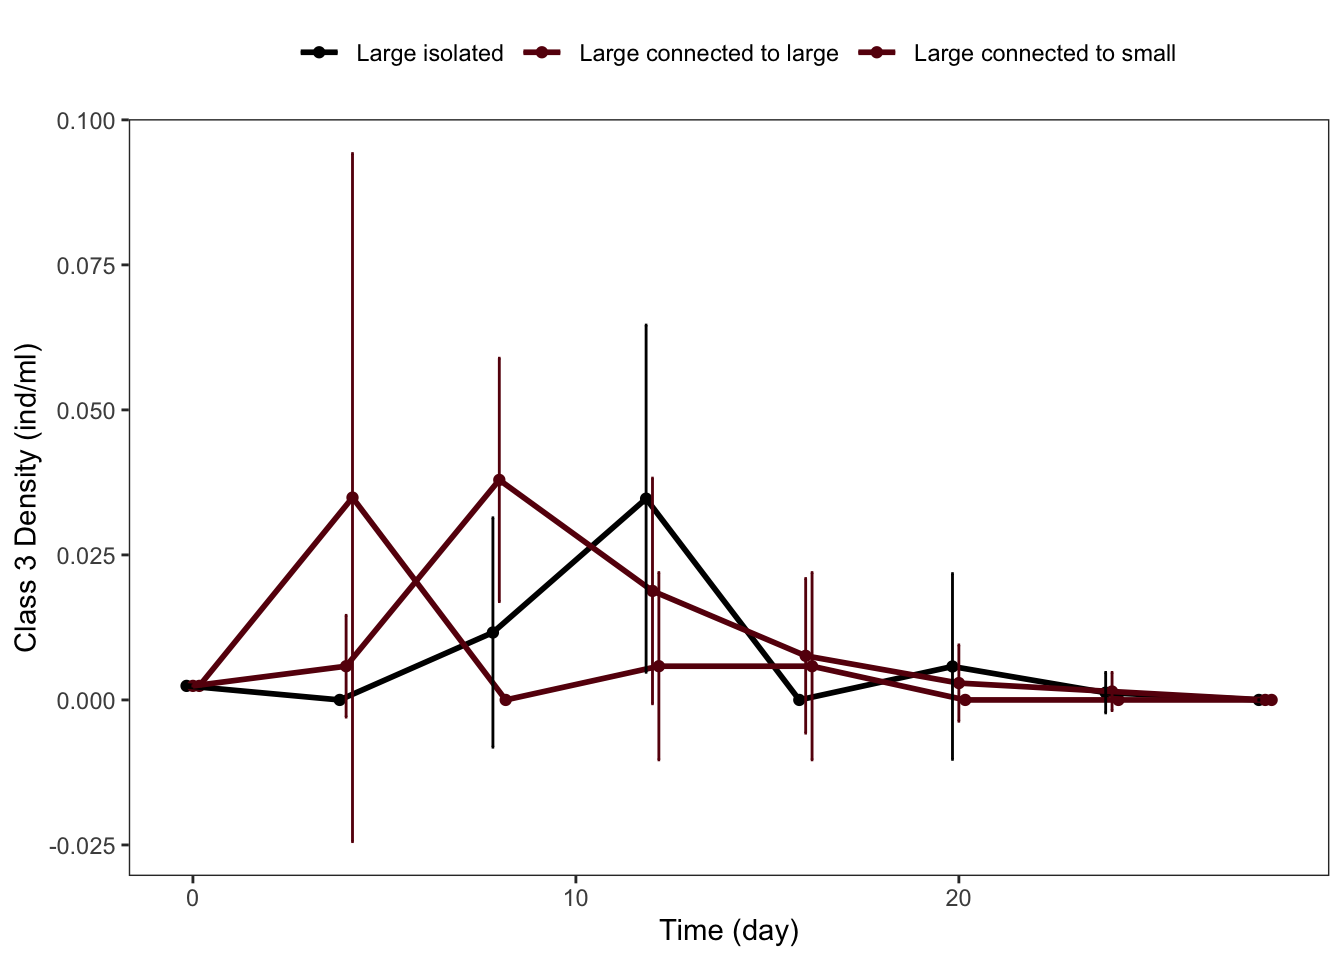 Large isolated Large connected to large Large connected to small
0.100
0.075
0.050
0.025
0.000
-0.025
Class 3 Density (ind/ml)
0 10 20
Time (day)